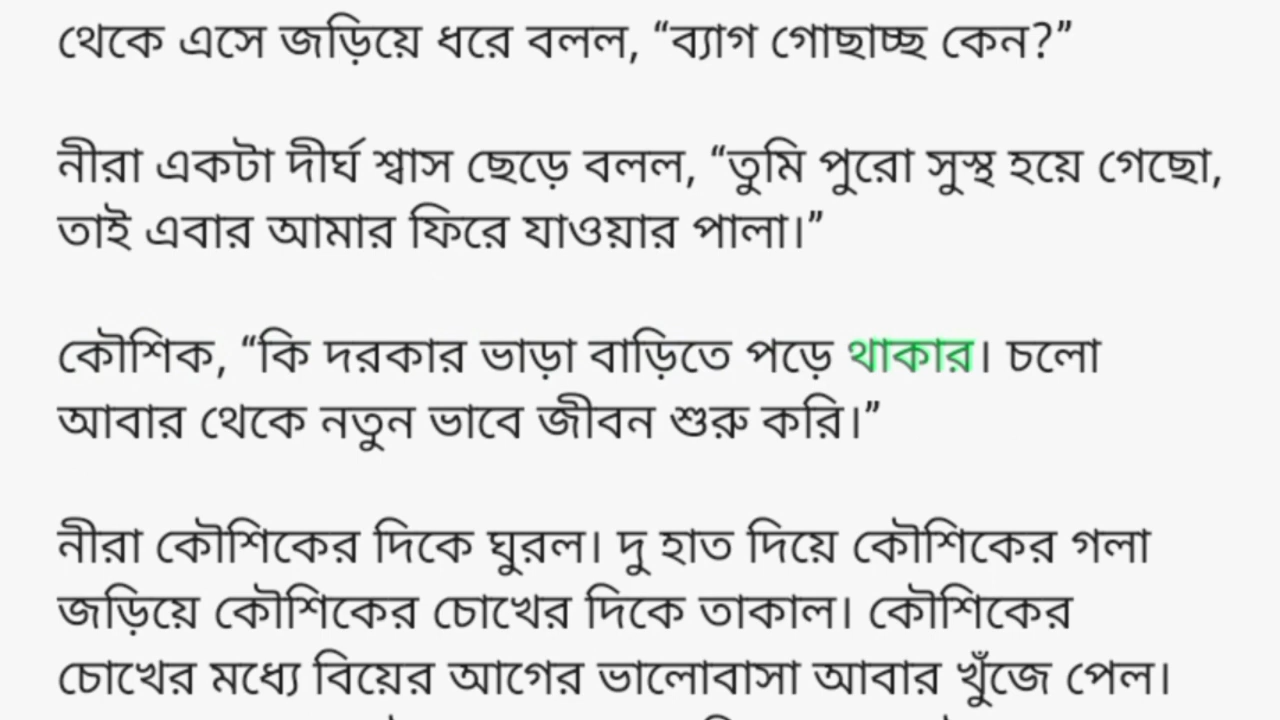 থেকে এসে জড়িয়ে ধরে বলল, “ব্যাগ গোছাচ্ছ কেন?”
নীরা একটা দীর্ঘ শ্বাস ছেড়ে বলল, “তুমি পুরো সুস্থ হয়ে গেছো,
তাই এবার আমার ফিরে যাওয়ার পালা।”
কৌশিক, “কি দরকার ভাড়া বাড়িতে পড়ে থাকার। চলো
আবার থেকে নতুন ভাবে জীবন শুরু করি।”
নীরা কৌশিকের দিকে ঘুরল। দু হাত দিয়ে কৌশিকের গলা
জড়িয়ে কৌশিকের চোখের দিকে তাকাল। কৌশিকের
চোখের মধ্যে বিয়ের আগের ভালোবাসা আবার খুঁজে পেল।